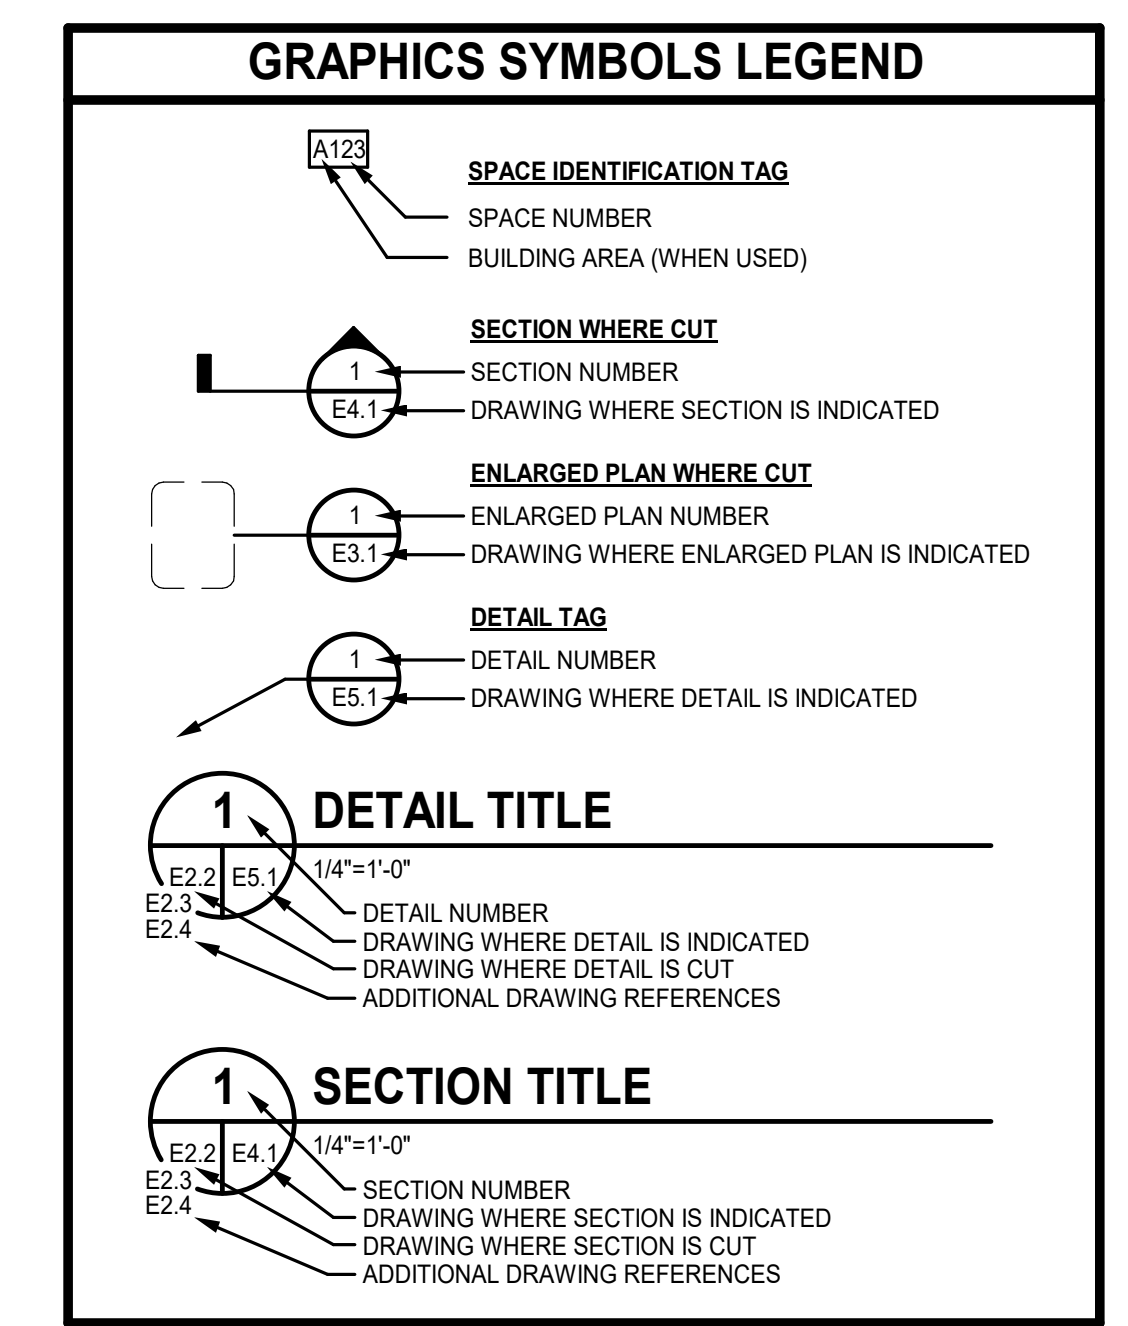 GRAPHICS SYMBOLS LEGEND
A123
SPACE IDENTIFICATION TAG
SPACE NUMBER
BUILDING AREA (WHEN USED)
SECTION WHERE CUT
1
SECTION NUMBER
E4.1
DRAWING WHERE SECTION IS INDICATED
ENLARGED PLAN WHERE CUT
1
ENLARGED PLAN NUMBER
E3.1
DRAWING WHERE ENLARGED PLAN IS INDICATED
DETAIL TAG
1
DETAIL NUMBER
E5.1
DRAWING WHERE DETAIL IS INDICATED
1
DETAIL TITLE
E2.2
E5.1
1/4"=1'-0"
E2.3
E2.4
DETAIL NUMBER
DRAWING WHERE DETAIL IS INDICATED
DRAWING WHERE DETAIL IS CUT
ADDITIONAL DRAWING REFERENCES
1
SECTION TITLE
E2.2
E4.1
1/4"=1'-0"
E2.3
E2.4
SECTION NUMBER
DRAWING WHERE SECTION IS INDICATED
DRAWING WHERE SECTION IS CUT
ADDITIONAL DRAWING REFERENCES